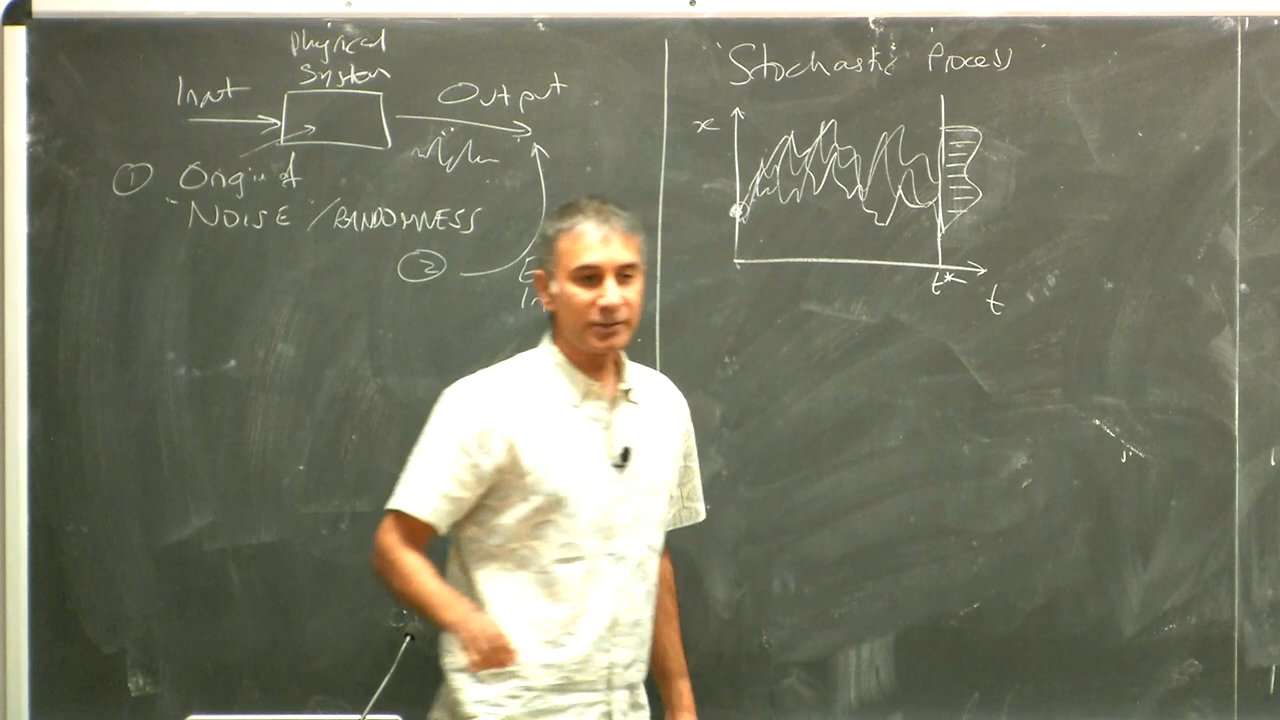 Physical
System
Input
Output
① Origin of
"NOISE"/RANDOMNESS
②
"Stochastic Process"
x
t*
t